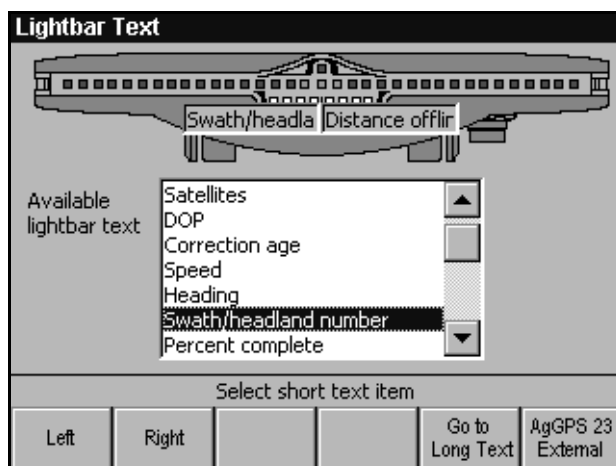 Lightbar Text
Swath/headla Distance offlin
Available
lightbar text
Satellites
DOP
Correction age
Speed
Heading
Swath/headland number
Percent complete
Select short text item
Left
Right
Go to
Long Text
AgGPS 23
External